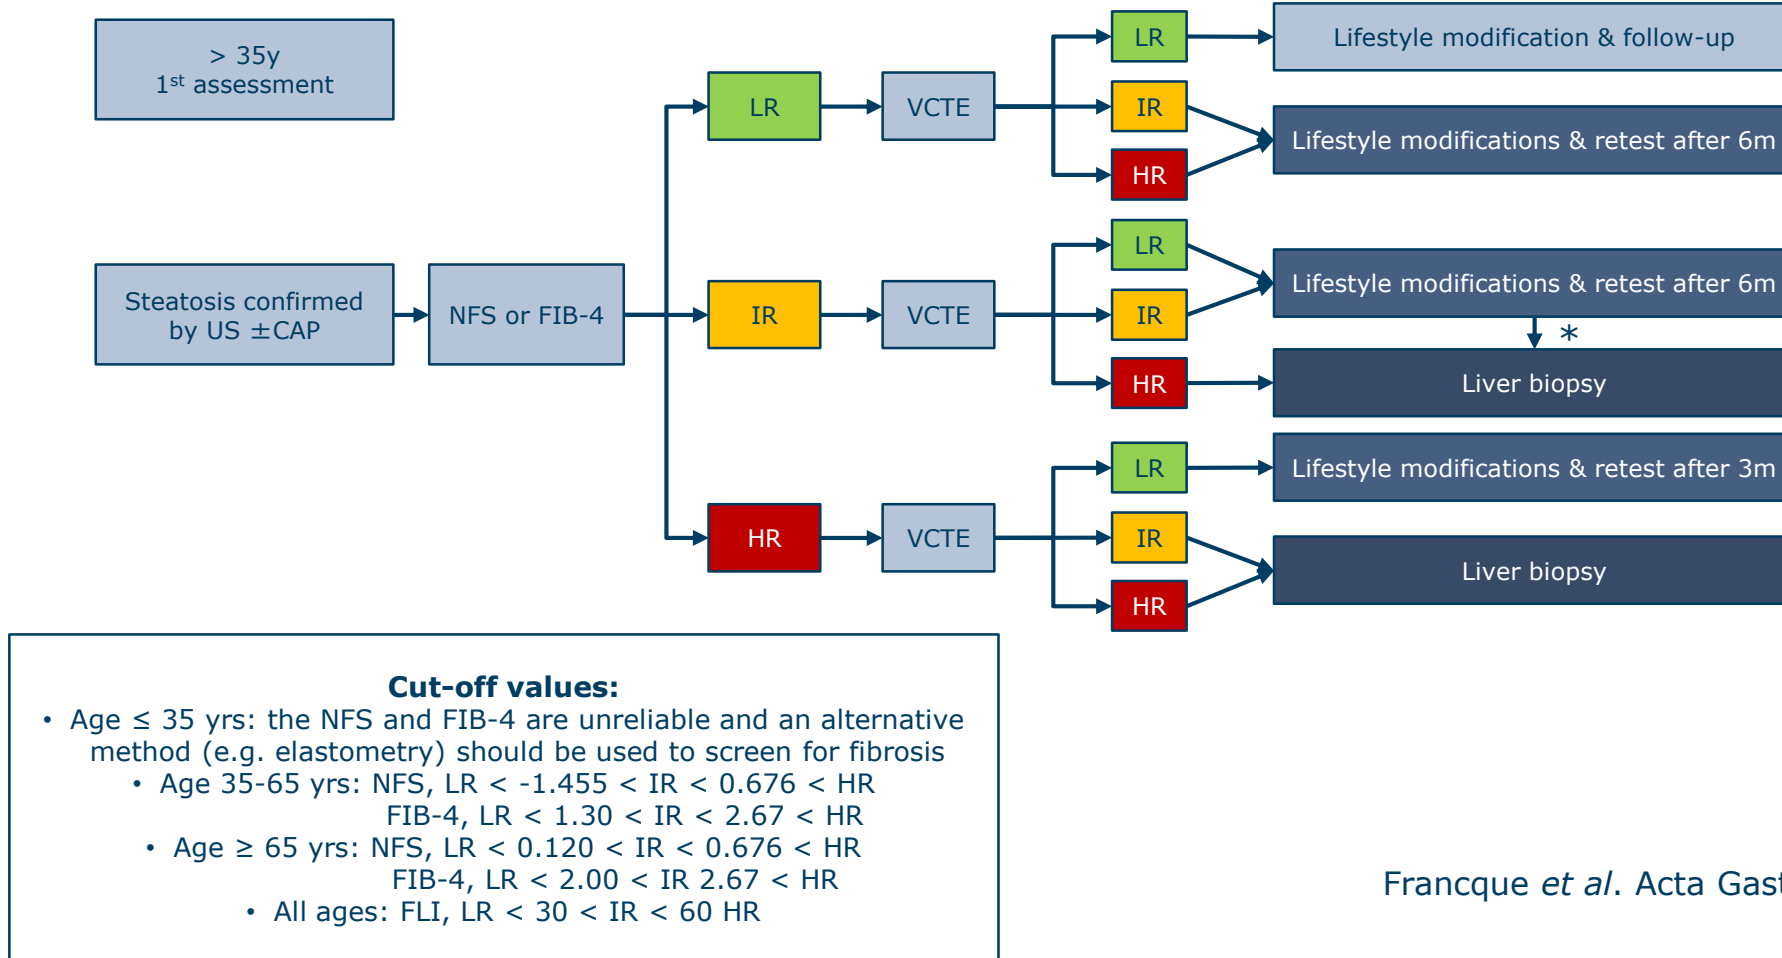 > 35y
1st assessment
Steatosis confirmed
by US ±CAP
NFS or FIB-4
LR
VCTE
LR
Lifestyle modification & follow-up
IR
HR
Lifestyle modifications & retest after 6m
IR
VCTE
LR
IR
Lifestyle modifications & retest after 6m
*
HR
Liver biopsy
HR
VCTE
LR
Lifestyle modifications & retest after 3m
IR
HR
Liver biopsy
Cut-off values:
• Age ≤ 35 yrs: the NFS and FIB-4 are unreliable and an alternative
method (e.g. elastometry) should be used to screen for fibrosis
• Age 35-65 yrs: NFS, LR < -1.455 < IR < 0.676 < HR
FIB-4, LR < 1.30 < IR < 2.67 < HR
• Age ≥ 65 yrs: NFS, LR < 0.120 < IR < 0.676 < HR
FIB-4, LR < 2.00 < IR 2.67 < HR
• All ages: FLI, LR < 30 < IR < 60 HR
Francque et al. Acta Gast